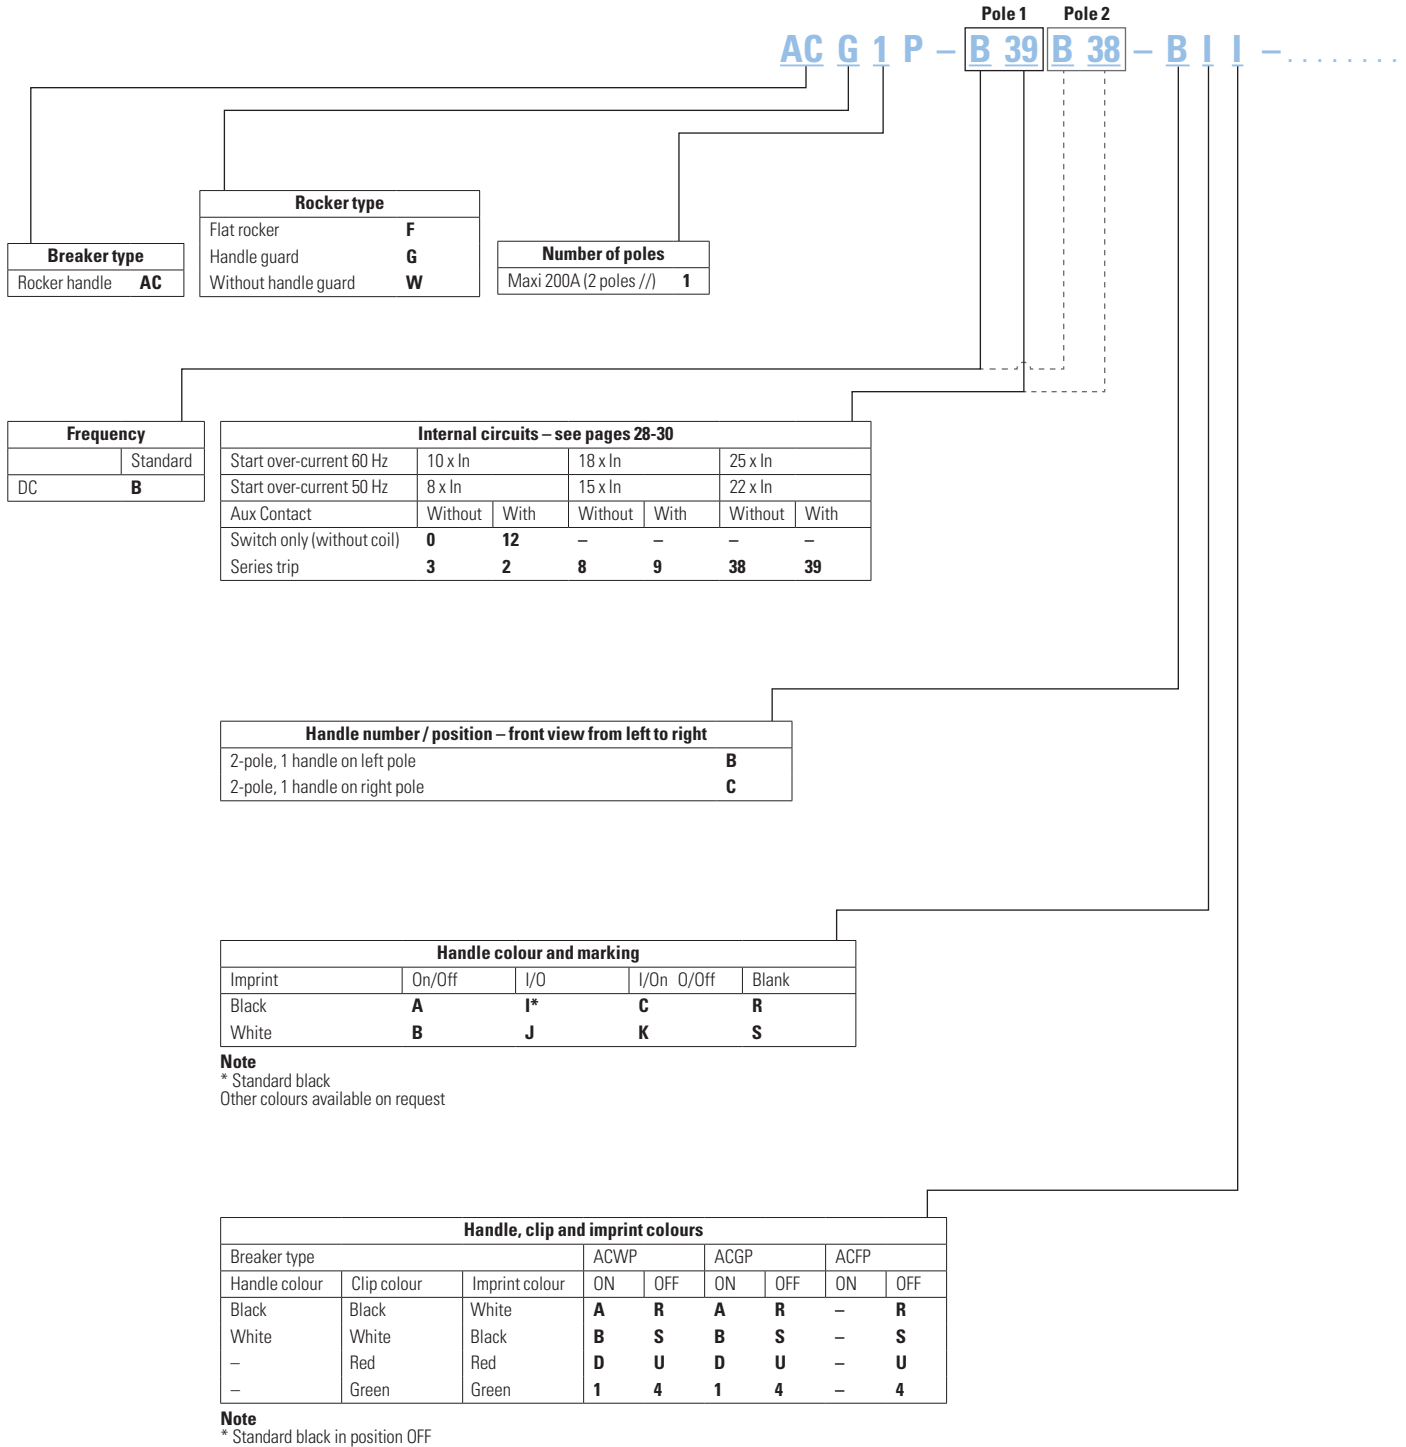 Pole 1 Pole 2
AC G 1 P – B 39 B 38 – B I I – . . . . . . . .
Rocker type
Flat rocker F
Handle guard G
Without handle guard W
Breaker type
Rocker handle AC
Number of poles
Maxi 200A (2 poles //) 1
Frequency
Standard
DC B
Internal circuits – see pages 28-30
Start over-current 60 Hz 10 x In 18 x In 25 x In
Start over-current 50 Hz 8 x In 15 x In 22 x In
Aux Contact Without With Without With Without With
Switch only (without coil) 0 12 – – – –
Series trip 3 2 8 9 38 39
Handle number / position – front view from left to right
2-pole, 1 handle on left pole B
2-pole, 1 handle on right pole C
Handle colour and marking
Imprint On/Off I/O I/On O/Off Blank
Black A I* C R
White B J K S
Note
* Standard black
Other colours available on request
Handle, clip and imprint colours
Breaker type ACWP ACGP ACFP
Handle colour Clip colour Imprint colour ON OFF ON OFF ON OFF
Black Black White A R A R – R
White White Black B S B S – S
– Red Red D U D U – U
– Green Green 1 4 1 4 – 4
Note
* Standard black in position OFF